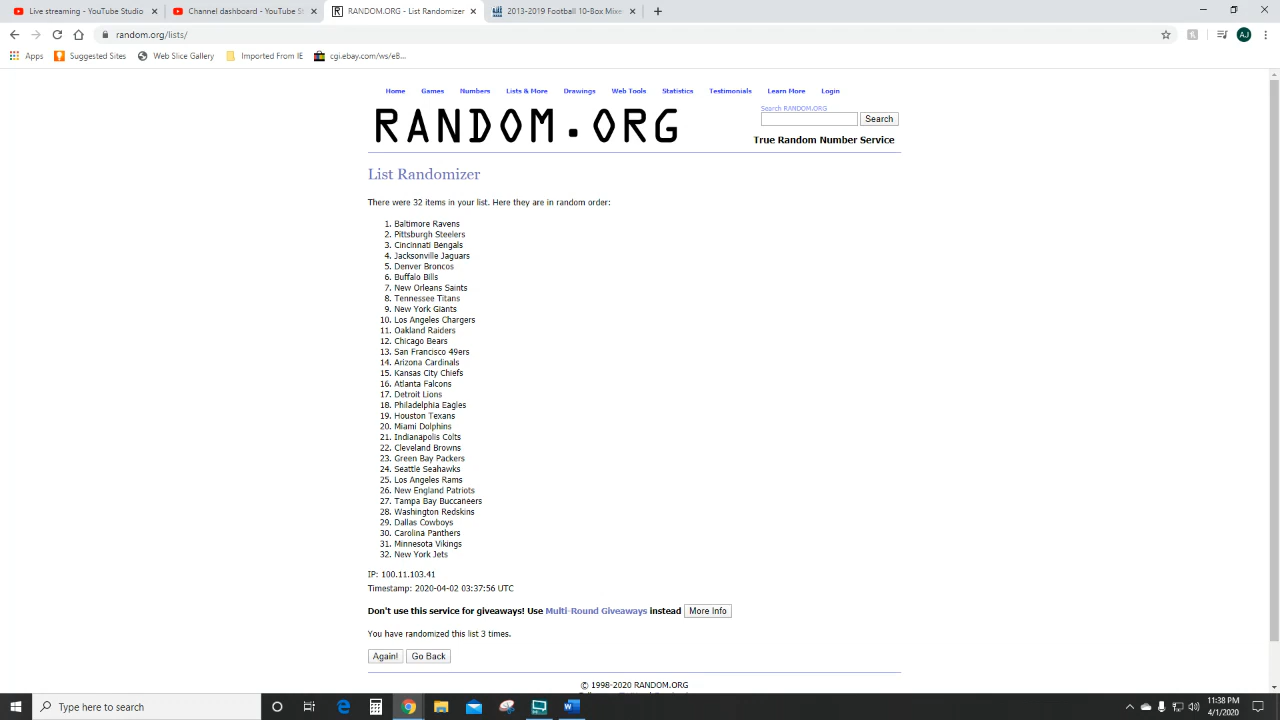 Live streaming - YouTube Studio
Channel dashboard - YouTube St
RANDOM.ORG - List Randomizer
2013-2019 Football 10-Box Mixer
random.org/lists/
AJ
Apps
Suggested Sites
Web Slice Gallery
Imported From IE
cgi.ebay.com/ws/eB...
Home Games Numbers Lists & More Drawings Web Tools Statistics Testimonials Learn More Login
RANDOM.ORG
Search RANDOM.ORG
Search
True Random Number Service
List Randomizer
There were 32 items in your list. Here they are in random order:
1. Baltimore Ravens
2. Pittsburgh Steelers
3. Cincinnati Bengals
4. Jacksonville Jaguars
5. Denver Broncos
6. Buffalo Bills
7. New Orleans Saints
8. Tennessee Titans
9. New York Giants
10. Los Angeles Chargers
11. Oakland Raiders
12. Chicago Bears
13. San Francisco 49ers
14. Arizona Cardinals
15. Kansas City Chiefs
16. Atlanta Falcons
17. Detroit Lions
18. Philadelphia Eagles
19. Houston Texans
20. Miami Dolphins
21. Indianapolis Colts
22. Cleveland Browns
23. Green Bay Packers
24. Seattle Seahawks
25. Los Angeles Rams
26. New England Patriots
27. Tampa Bay Buccaneers
28. Washington Redskins
29. Dallas Cowboys
30. Carolina Panthers
31. Minnesota Vikings
32. New York Jets
IP: 100.11.103.41
Timestamp: 2020-04-02 03:37:56 UTC
Don't use this service for giveaways! Use Multi-Round Giveaways instead More Info
You have randomized this list 3 times.
Again! Go Back
© 1998-2020 RANDOM.ORG
Type here to search
11:38 PM
4/1/2020